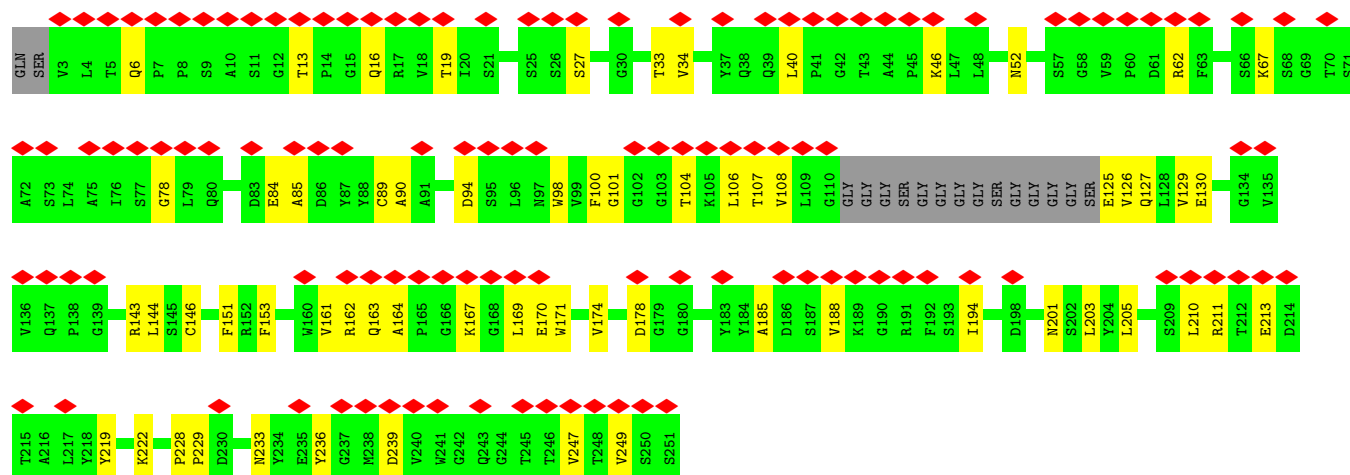 GLN SER V3 L4 T5 Q6 P7 P8 S9 A10 S11 G12 T13 P14 G15 Q16 R17 V18 T19 I20 S21 S25 S26 S27 G30 T33 V34 Y37 Q38 Q39 L40 P41 G42 T43 A44 P45 K46 L47 L48 N52 S57 G58 V59 P60 D61 R62 F63 S66 K67 S68 G69 T70 S71
A72 S73 L74 A75 I76 S77 G78 L79 Q80 D83 E84 A85 D86 Y87 Y88 C89 A90 A91 D94 S95 L96 N97 W98 V99 F100 G101 G102 G103 T104 K105 L106 T107 V108 L109 G110 GLY GLY GLY SER GLY GLY GLY GLY SER GLY GLY GLY GLY SER E125 V126 Q127 L128 V129 E130 G134 V135
V136 Q137 P138 G139 R143 L144 S145 C146 F151 R152 F153 W160 V161 R162 Q163 A164 P165 G166 K167 G168 L169 E170 W171 V174 D178 G179 G180 Y183 Y184 A185 D186 S187 V188 K189 G190 R191 F192 S193 I194 D198 N201 S202 L203 Y204 L205 S209 L210 R211 T212 E213 D214
T215 A216 L217 Y218 Y219 K222 P228 P229 D230 N233 Y234 E235 Y236 G237 M238 D239 V240 W241 G242 Q243 G244 T245 T246 V247 T248 V249 S250 S251